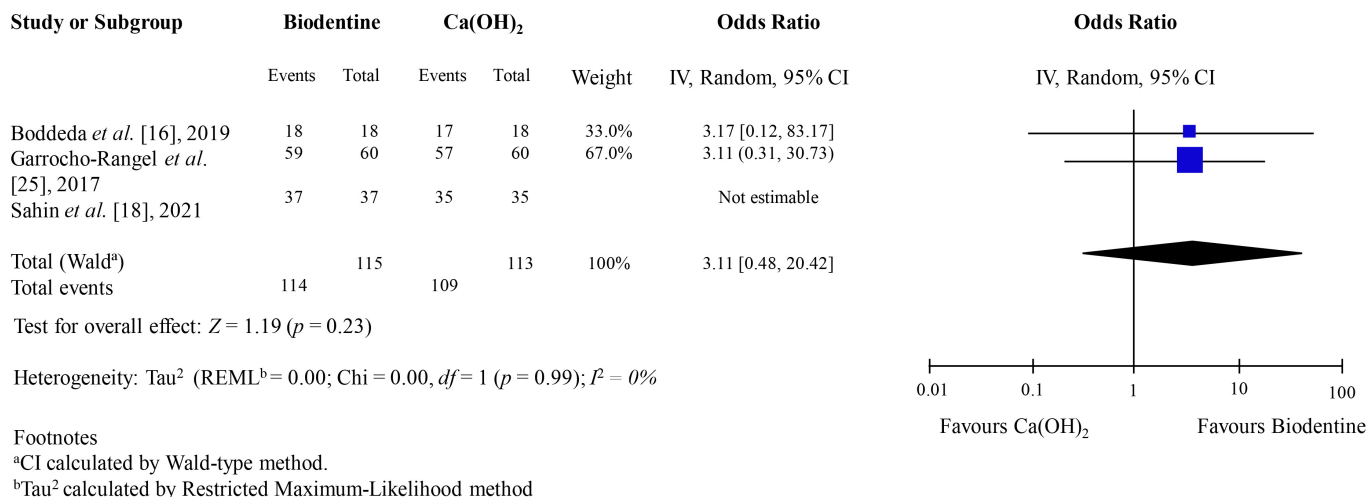 Study or Subgroup Biodentine Ca(OH)₂ Odds Ratio Odds Ratio
Events Total Events Total Weight IV, Random, 95% CI IV, Random, 95% CI
Boddeda et al. [16], 2019 18 18 17 18 33.0% 3.17 [0.12, 83.17]
Garrocho-Rangel et al. 59 60 57 60 67.0% 3.11 (0.31, 30.73)
[25], 2017
Sahin et al. [18], 2021 37 37 35 35 Not estimable
Total (Waldᵃ) 115 113 100% 3.11 [0.48, 20.42]
Total events 114 109
Test for overall effect: Z = 1.19 (p = 0.23)
Heterogeneity: Tau² (REMLᵇ = 0.00; Chi = 0.00, df = 1 (p = 0.99); I² = 0%
0.01 0.1 1 10 100
Favours Ca(OH)₂ Favours Biodentine
Footnotes
ᵃCI calculated by Wald-type method.
ᵇTau² calculated by Restricted Maximum-Likelihood method